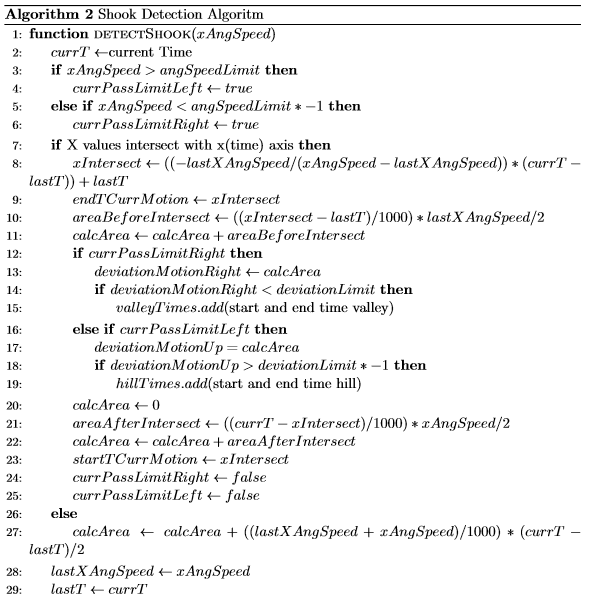 Algorithm 2 Shook Detection Algoritm
1: function DETECTSHOOK(xAngSpeed)
2: currT ←current Time
3: if xAngSpeed > angSpeedLimit then
4: currPassLimitLeft ← true
5: else if xAngSpeed < angSpeedLimit * −1 then
6: currPassLimitRight ← true
7: if X values intersect with x(time) axis then
8: xIntersect ← ((−lastXAngSpeed/(xAngSpeed − lastXAngSpeed)) * (currT −
lastT)) + lastT
9: endTCurrMotion ← xIntersect
10: areaBeforeIntersect ← ((xIntersect − lastT)/1000) * lastXAngSpeed/2
11: calcArea ← calcArea + areaBeforeIntersect
12: if currPassLimitRight then
13: deviationMotionRight ← calcArea
14: if deviationMotionRight < deviationLimit then
15: valleyTimes.add(start and end time valley)
16: else if currPassLimitLeft then
17: deviationMotionUp = calcArea
18: if deviationMotionUp > deviationLimit * −1 then
19: hillTimes.add(start and end time hill)
20: calcArea ← 0
21: areaAfterIntersect ← ((currT − xIntersect)/1000) * xAngSpeed/2
22: calcArea ← calcArea + areaAfterIntersect
23: startTCurrMotion ← xIntersect
24: currPassLimitRight ← false
25: currPassLimitLeft ← false
26: else
27: calcArea ← calcArea + ((lastXAngSpeed + xAngSpeed)/1000) * (currT −
lastT)/2
28: lastXAngSpeed ← xAngSpeed
29: lastT ← currT